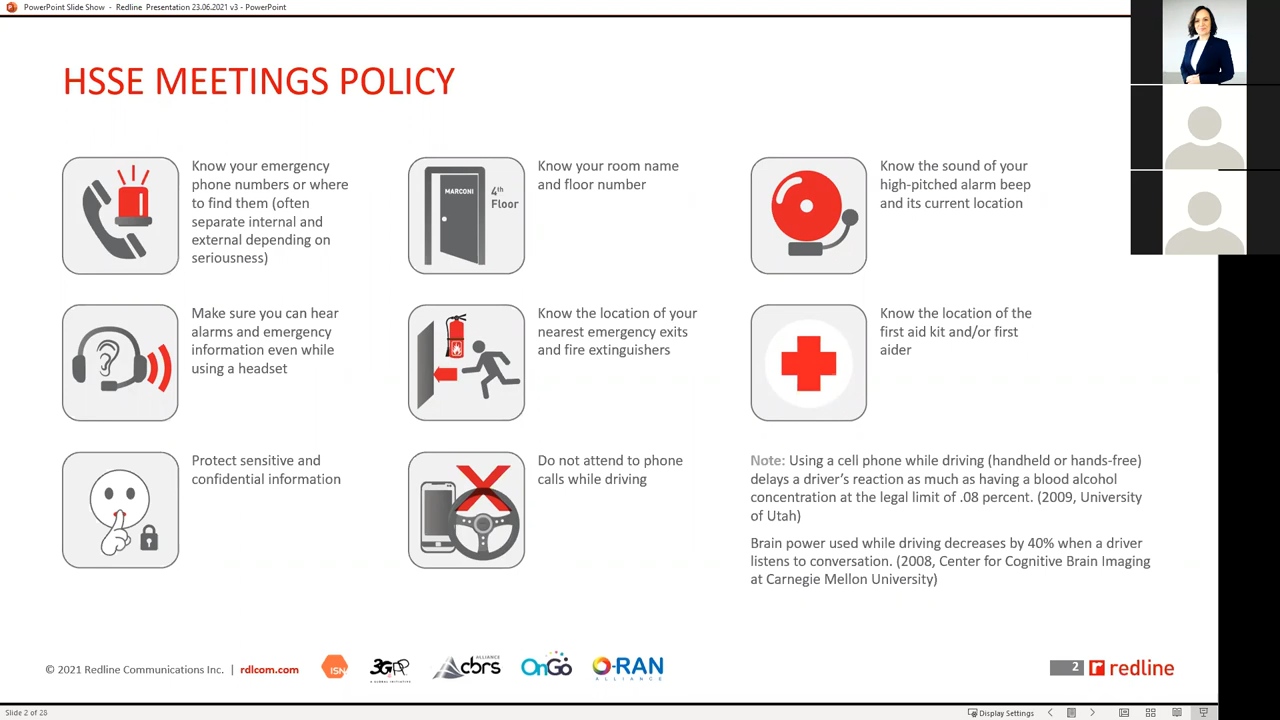 PowerPoint Slide Show - Redline Presentation 23.06.2021 v3 - PowerPoint
HSSE MEETINGS POLICY
Know your emergency
phone numbers or where
to find them (often
separate internal and
external depending on
seriousness)
MARCONI
4th
Floor
Know your room name
and floor number
Know the sound of your
high-pitched alarm beep
and its current location
Make sure you can hear
alarms and emergency
information even while
using a headset
Know the location of your
nearest emergency exits
and fire extinguishers
Know the location of the
first aid kit and/or first
aider
Protect sensitive and
confidential information
Do not attend to phone
calls while driving
Note: Using a cell phone while driving (handheld or hands-free)
delays a driver's reaction as much as having a blood alcohol
concentration at the legal limit of .08 percent. (2009, University
of Utah)
Brain power used while driving decreases by 40% when a driver
listens to conversation. (2008, Center for Cognitive Brain Imaging
at Carnegie Mellon University)
© 2021 Redline Communications Inc. | rdlcom.com
ISN
3GPP
A GLOBAL INITIATIVE
ALLIANCE
cbrs
OnGo
O-RAN
ALLIANCE
2
redline
Slide 2 of 28
Display Settings